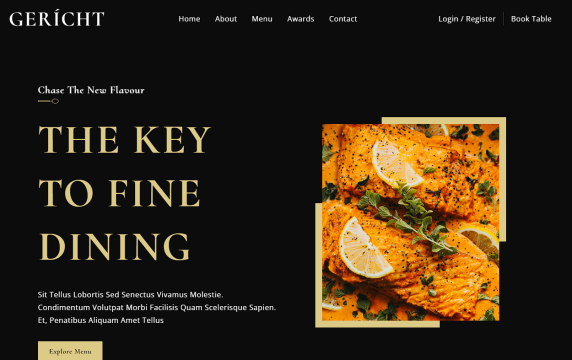 GERÍCHT
Home About Menu Awards Contact
Login / Register Book Table
Chase The New Flavour
THE KEY
TO FINE
DINING
Sit Tellus Lobortis Sed Senectus Vivamus Molestie.
Condimentum Volutpat Morbi Facilisis Quam Scelerisque Sapien.
Et, Penatibus Aliquam Amet Tellus
Explore Menu